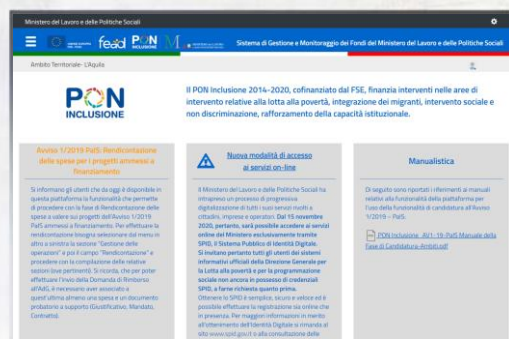 Ministero del Lavoro e delle Politiche Sociali
fead PON
INCLUSIONE
Sistema di Gestione e Monitoraggio dei Fondi del Ministero del Lavoro e delle Politiche Sociali
Ambito Territoriale- L'Aquila
PON
INCLUSIONE
Il PON Inclusione 2014-2020, cofinanziato dal FSE, finanzia interventi nelle aree di
intervento relative alla lotta alla povertà, integrazione dei migranti, intervento sociale e
non discriminazione, rafforzamento della capacità istituzionale.
Avviso 1/2019 PaIS: Rendicontazione
delle spese per i progetti ammessi a
finanziamento
Si informano gli utenti che da oggi è disponibile in
questa piattaforma la funzionalità che permette
di procedere con la fase di Rendicontazione delle
spese a valere sui progetti dell'Avviso 1/2019
PaIS ammessi a finanziamento. Per effettuare la
rendicontazione bisogna selezionare dal menu in
altro a sinistra la sezione "Gestione delle
operazioni" e poi il campo "Rendicontazione" e
procedere con la compilazione delle relative
sezioni (ove pertinente). Si ricorda, che per poter
effettuare l'invio della Domanda di Rimborso
all'AdG, è necessario aver associato a
quest'ultima almeno una spesa e un documento
probatorio a supporto (Giustificativo, Mandato,
Contratto).
Nuova modalità di accesso
ai servizi on-line
Il Ministero del Lavoro e delle Politiche Sociali ha
intrapreso un processo di progressiva
digitalizzazione di tutti i suoi servizi rivolti a
cittadini, imprese e operatori. Dal 15 novembre
2020, pertanto, sarà possibile accedere ai servizi
online del Ministero esclusivamente tramite
SPID, il Sistema Pubblico di Identità Digitale.
Si invitano pertanto tutti gli utenti dei sistemi
informativi ufficiali della Direzione Generale per
la Lotta alla povertà e per la programmazione
sociale non ancora in possesso di credenziali
SPID, a farne richiesta quanto prima.
Ottenere lo SPID è semplice, sicuro e veloce ed è
possibile effettuare la registrazione sia online che
in presenza. Per maggiori informazioni in merito
all'ottenimento dell'Identità Digitale si rimanda al
sito www.spid.gov.it o alla consultazione delle
Manualistica
Di seguito sono riportati i riferimenti ai manuali
relativi alla funzionalità della piattaforma per
l'uso della funzionalità di candidatura all'Avviso
1/2019 – PaIS.
PON Inclusione_AV1-19-PaIS Manuale della
Fase di Candidatura-Ambiti.pdf